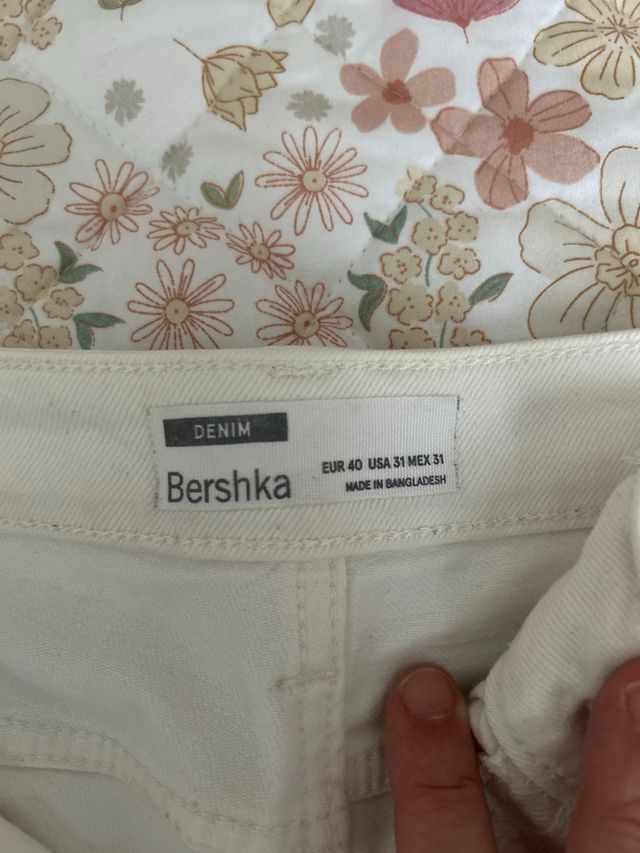 DENIM
Bershka
EUR 40 USA 31 MEX 31
MADE IN BANGLADESH